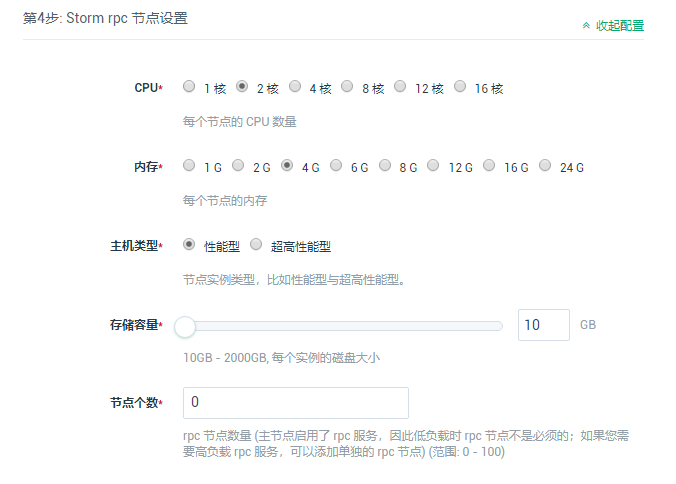 第4步: Storm rpc 节点设置
收起配置
CPU* 1 核 2 核 4 核 8 核 12 核 16 核
每个节点的 CPU 数量
内存* 1 G 2 G 4 G 6 G 8 G 12 G 16 G 24 G
每个节点的内存
主机类型* 性能型 超高性能型
节点实例类型，比如性能型与超高性能型。
存储容量* 10 GB
10GB - 2000GB, 每个实例的磁盘大小
节点个数* 0
rpc 节点数量 (主节点启用了 rpc 服务，因此低负载时 rpc 节点不是必须的；如果您需
要高负载 rpc 服务，可以添加单独的 rpc 节点) (范围: 0 - 100)